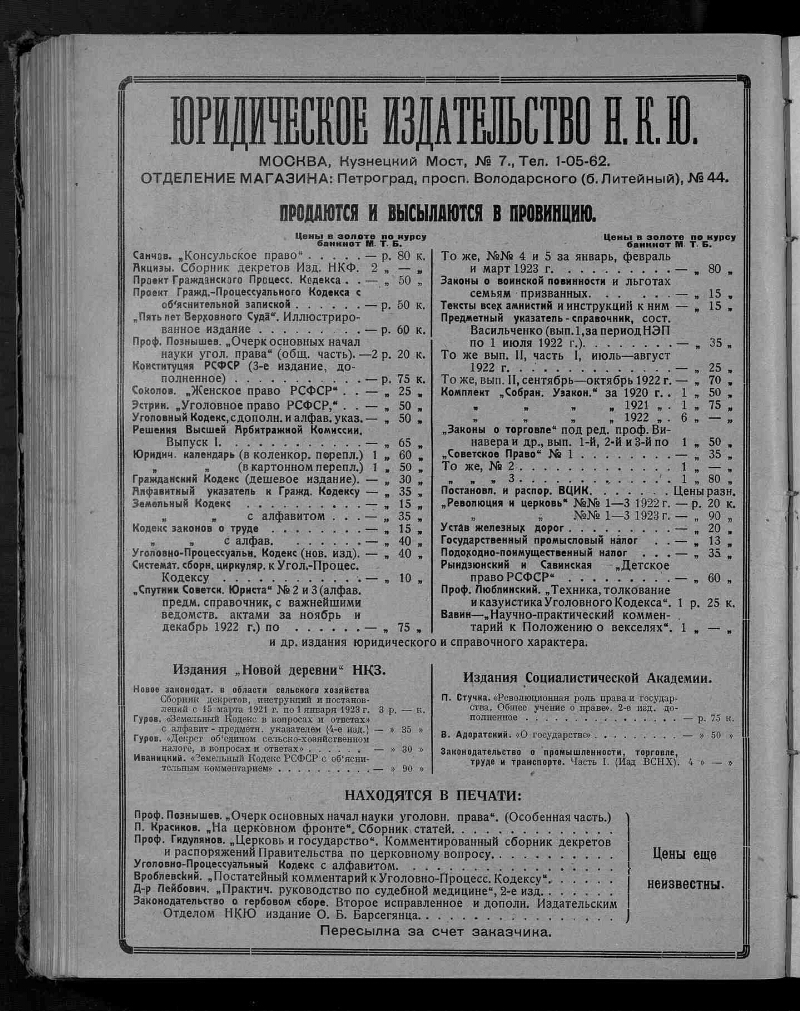 ЮРИДИЧЕСКОЕ ИЗДАТЕЛЬСТВО Н. К. Ю.
МОСКВА, Кузнецкий Мост, № 7., Тел. 1-05-62.
ОТДЕЛЕНИЕ МАГАЗИНА: Петроград, просп. Володарского (б. Литейный), № 44.
ПРОДАЮТСЯ И ВЫСЫЛАЮТСЯ В ПРОВИНЦИЮ.
Цены в золоте по курсу
банкнот М. Т. Б.
Санчов. „Консульское право“ . . . . . — р. 80 к.
Акцизы. Сборник декретов Изд. НКФ. 2 „ — „
Проект Гражданского Процесс. Кодекса . . — „ 50 „
Проект Гражд.-Процессуального Кодекса с
об'яснительной запиской . . . . . . — р. 50 к.
„Пять лет Верховного Суда“. Иллюстриро-
ванное издание . . . . . . . . — р. 60 к.
Проф. Познышев. „Очерк основных начал
науки угол. права“ (общ. часть). — 2 р. 20 к.
Конституция РСФСР (3-е издание, до-
полненное) . . . . . . . . . . — р. 75 к.
Соколов. „Женское право РСФСР“ . . — „ 25 „
Эстрин. „Уголовное право РСФСР,“ . . — „ 50 „
Уголовный Кодекс, с дополн. и алфав. указ. — „ 50 „
Решения Высшей Арбитражной Комиссии.
Выпуск I. . . . . . . . . . . — „ 65 „
Юридич. календарь (в коленкор. перепл.) 1 „ 60 „
„ „ (в картонном перепл.) 1 „ 50 „
Гражданский Кодекс (дешевое издание). — „ 30 „
Алфавитный указатель к Гражд. Кодексу — „ 35 „
Земельный Кодекс . . . . . . . . — „ 15 „
„ „ с алфавитом . . . — „ 35 „
Кодекс законов о труде . . . . . . . — „ 15 „
„ „ с алфав. . . . . . . — „ 40 „
Уголовно-Процессуальн. Кодекс (нов. изд). — „ 40 „
Системат. сборн. циркуляр. к Угол.-Процес.
Кодексу . . . . . . . . . . . . — „ 10 „
„Спутник Советск. Юриста“ № 2 и 3 (алфав.
предм. справочник, с важнейшими
ведомств. актами за ноябрь и
декабрь 1922 г.) по . . . . . . — „ 75 „
Цены в золоте по курсу
банкнот М. Т. Б.
То же, №№ 4 и 5 за январь, февраль
и март 1923 г. . . . . . . . . . — „ 80 „
Законы о воинской повинности и льготах
семьям призванных. . . . . . . — „ 15 „
Тексты всех амнистий и инструкций к ним — „ 15 „
Предметный указатель-справочник, сост.
Васильченко (вып. 1, за период НЭП
по 1 июля 1922 г.). . . . . . . . — „ 35 „
То же вып. II, часть I, июль—август
1922 г. . . . . . . . . . . . . — „ 25 „
То же, вып. II, сентябрь—октябрь 1922 г. — „ 70 „
Комплект „Собран. Узакон.“ за 1920 г. . 1 „ 50 „
„ „ „ „ 1921 „ . 1 „ 75 „
„ „ „ „ 1922 „ . 6 „ — „
„Законы о торговле“ под ред. проф. Ви-
навера и др., вып. 1-й, 2-й и 3-й по 1 „ 50 „
„Советское Право“ № 1 . . . . . . . — „ 35 „
То же, № 2 . . . . . . . . . . . . 1 „ — „
„ „ „ 3 . . . . . . . . . . . . 1 „ 80 „
Постановл. и распор. ВЦИК. . . . . . . Цены разн.
„Революция и церковь“ №№ 1—3 1922 г. — р. 20 к.
„ „ №№ 1—3 1923 г. — „ 90 „
Устав железных дорог . . . . . . . . — „ 20 „
Государственный промысловый налог . . — „ 13 „
Подоходно-поимущественный налог . . . — „ 35 „
Рындзюнский и Савинская „Детское
право РСФСР“ . . . . . . . . . — „ 60 „
Проф. Люблинский. „Техника, толкование
и казуистика Уголовного Кодекса“. 1 р. 25 к.
Вавин—„Научно-практический коммен-
тарий к Положению о векселях“. 1 „ — „
и др. издания юридического и справочного характера.
Издания „Новой деревни“ НКЗ.
Новое законодат. в области сельского хозяйства
Сборник декретов, инструкций и постанов-
лений с 15 марта 1921 г. по 1 января 1923 г. 3 р. — к.
Гуров. «Земельный Кодекс в вопросах и ответах»
с алфавит-предметн. указателем (4-е изд.) — » 35 »
Гуров. «Декрет об'единном сельско-хозяйственном
налоге, в вопросах и ответах» . . . . . — » 30 »
Иваницкий. «Земельный Кодекс РСФСР с об'ясни-
тельным комментарием» . . . . . . . . — » 90 »
Издания Социалистической Академии.
П. Стучка. «Революционная роль права и государ-
ства. Общее учение о праве». 2-е изд. до-
полненное . . . . . . . . . . . . — р. 75 к.
В. Адоратский. «О государстве» . . . . . . . — » 50 »
Законодательство о промышленности, торговле,
труде и транспорте. Часть I. (Изд ВСНХ). 4 » — »
НАХОДЯТСЯ В ПЕЧАТИ:
Проф. Познышев. „Очерк основных начал науки уголовн. права“. (Особенная часть.)
П. Красиков. „На церковном фронте“. Сборник статей. . . . . . . . . . . . .
Проф. Гидулянов. „Церковь и государство“. Комментированный сборник декретов
и распоряжений Правительства по церковному вопросу. . . . . . . . .
Уголовно-Процессуальный Кодекс с алфавитом. . . . . . . . . . . . . . . .
Вроблевский. „Постатейный комментарий к Уголовно-Процесс. Кодексу“. . . . . .
Д-р Лейбович. „Практич. руководство по судебной медицине“, 2-е изд. . . . . . .
Законодательство о гербовом сборе. Второе исправленное и дополн. Издательским
Отделом НКЮ издание О. Б. Барсегянца. . . . . . . . . . . . . . . .
Цены еще
неизвестны.
Пересылка за счет заказчика.